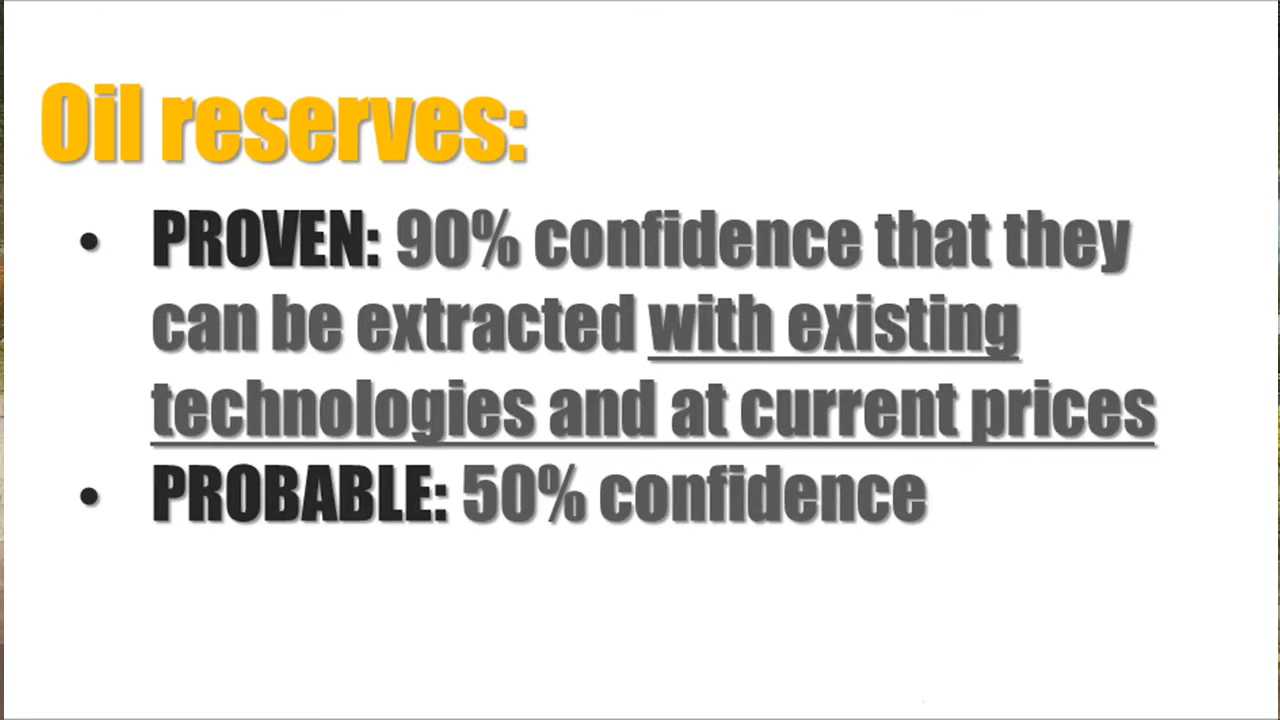 Oil reserves:
• PROVEN: 90% confidence that they
can be extracted with existing
technologies and at current prices
• PROBABLE: 50% confidence